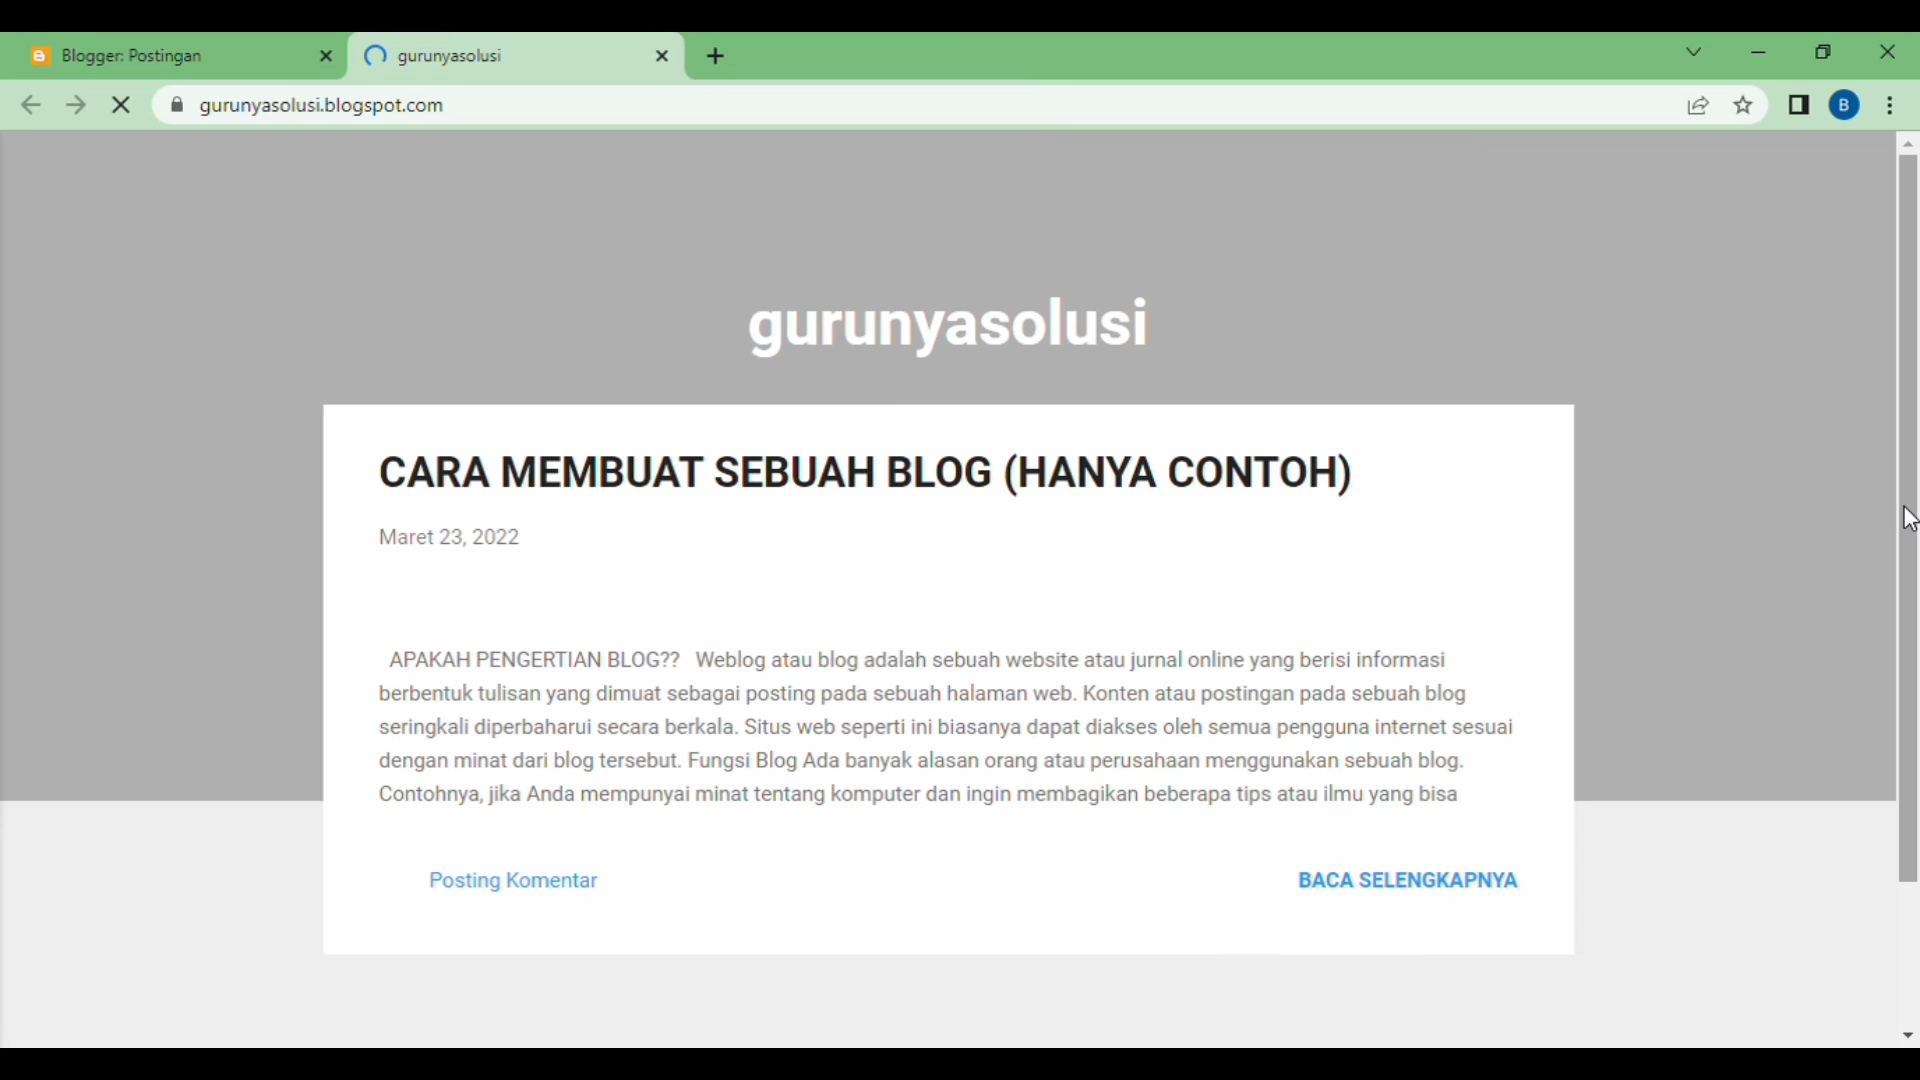 Blogger: Postingan
gurunyasolusi
gurunyasolusi.blogspot.com
B
gurunyasolusi
CARA MEMBUAT SEBUAH BLOG (HANYA CONTOH)
Maret 23, 2022
APAKAH PENGERTIAN BLOG?? Weblog atau blog adalah sebuah website atau jurnal online yang berisi informasi
berbentuk tulisan yang dimuat sebagai posting pada sebuah halaman web. Konten atau postingan pada sebuah blog
seringkali diperbaharui secara berkala. Situs web seperti ini biasanya dapat diakses oleh semua pengguna internet sesuai
dengan minat dari blog tersebut. Fungsi Blog Ada banyak alasan orang atau perusahaan menggunakan sebuah blog.
Contohnya, jika Anda mempunyai minat tentang komputer dan ingin membagikan beberapa tips atau ilmu yang bisa
Posting Komentar
BACA SELENGKAPNYA